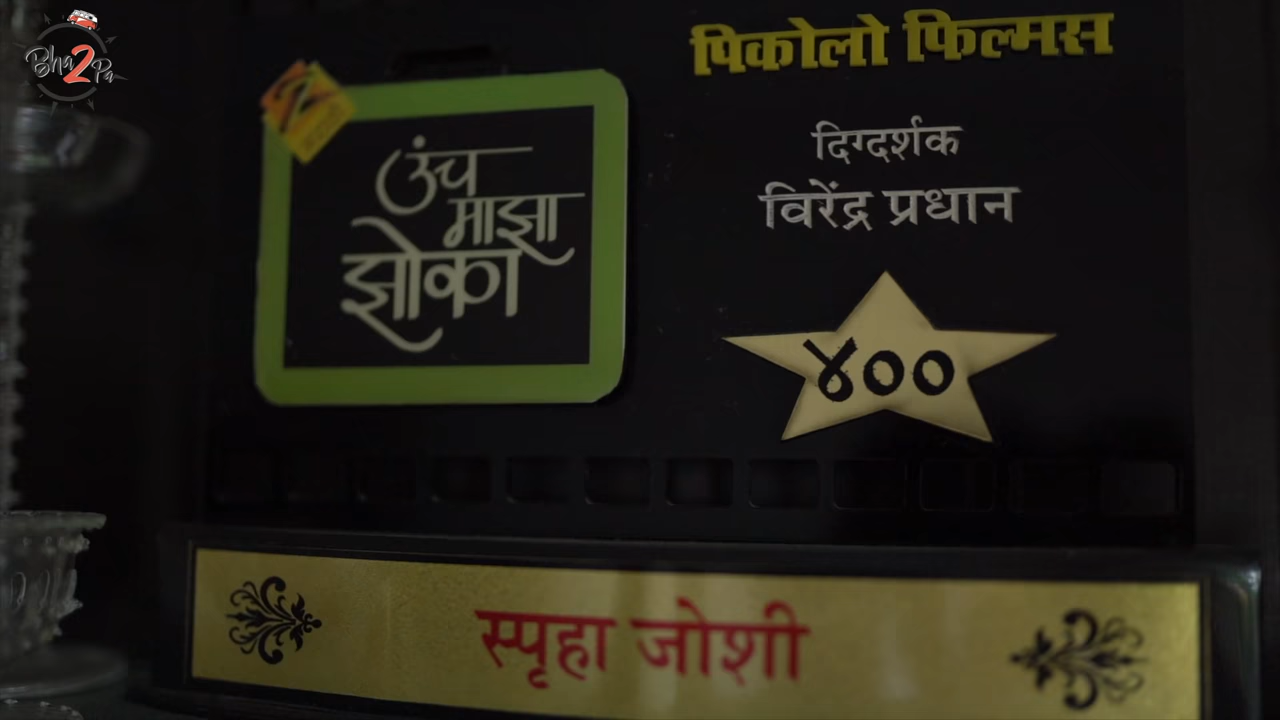 Bha2Pa
पिकोलो फिल्मस
उंच
माझा
झोका
दिग्दर्शक
विरेंद्र प्रधान
४००
स्पृहा जोशी